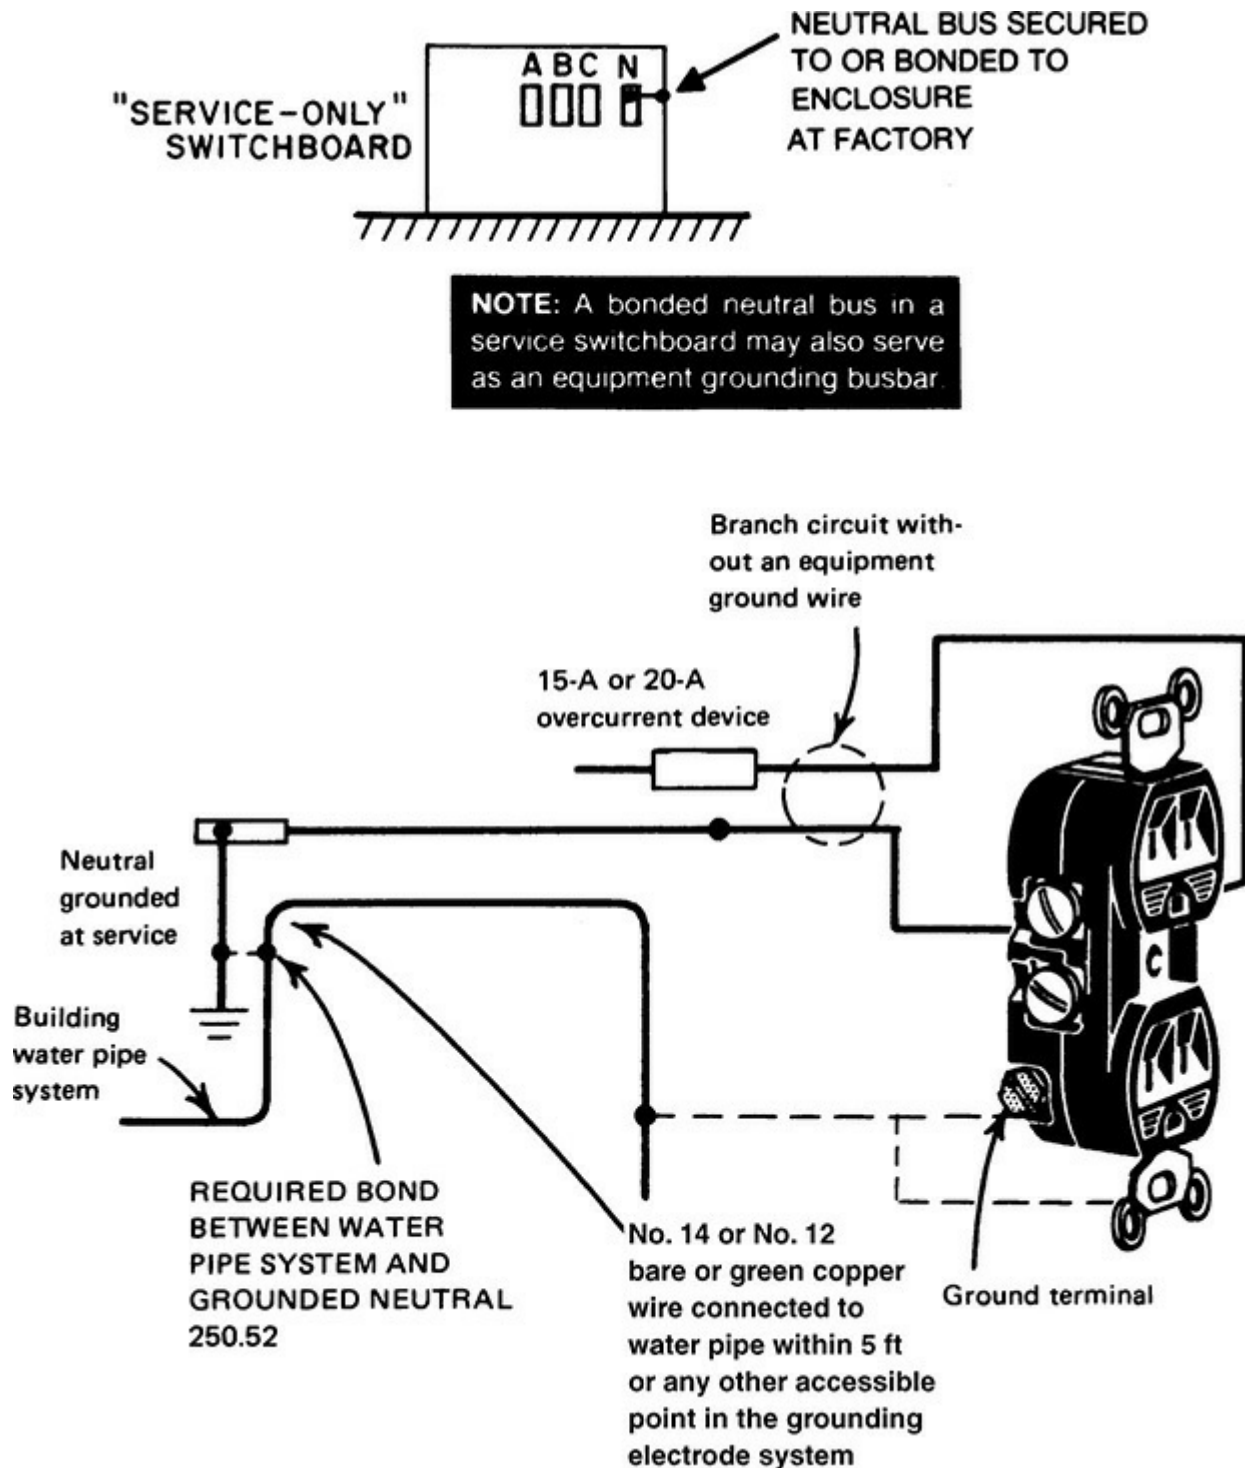 NEUTRAL BUS SECURED
TO OR BONDED TO
ENCLOSURE
AT FACTORY
A B C N
"SERVICE-ONLY"
SWITCHBOARD
NOTE: A bonded neutral bus in a
service switchboard may also serve
as an equipment grounding busbar.
Branch circuit with-
out an equipment
ground wire
15-A or 20-A
overcurrent device
Neutral
grounded
at service
Building
water pipe
system
C
REQUIRED BOND
BETWEEN WATER
PIPE SYSTEM AND
GROUNDED NEUTRAL
250.52
No. 14 or No. 12
bare or green copper
wire connected to
water pipe within 5 ft
or any other accessible
point in the grounding
electrode system
Ground terminal